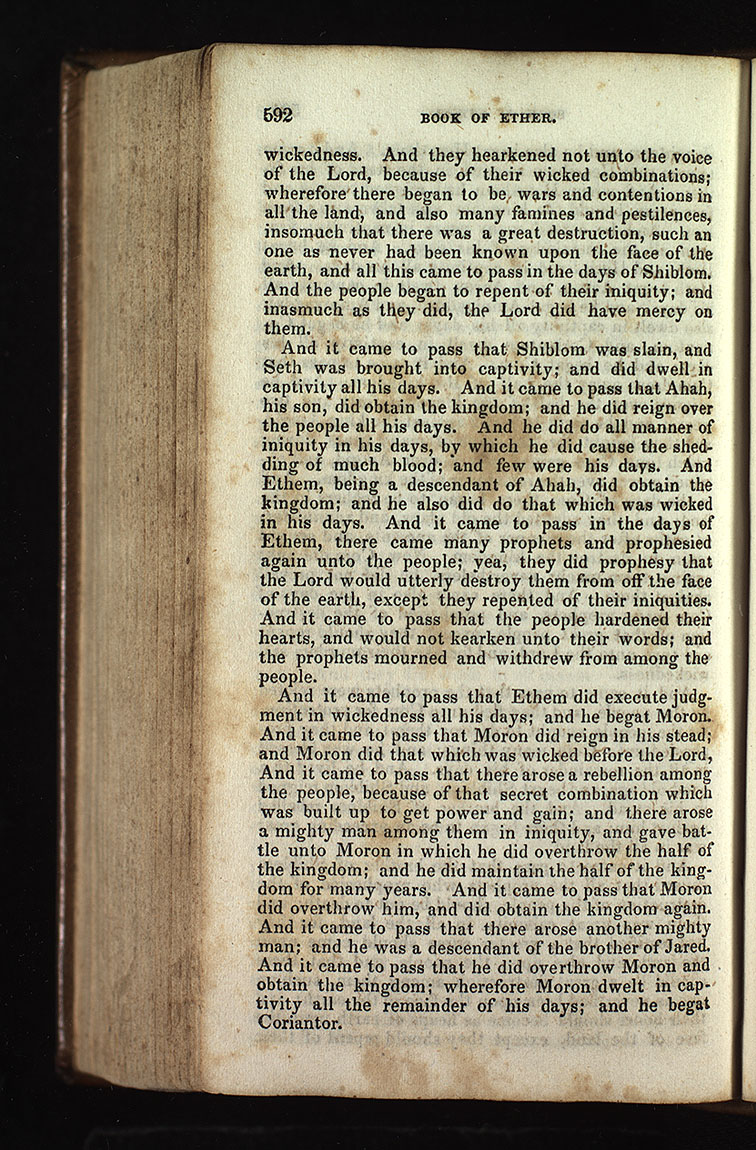 592
BOOK OF ETHER.
wickedness. And they hearkened not unto the voice
of the Lord, because of their wicked combinations;
wherefore there began to be, wars and contentions in
all the land, and also many famines and pestilences,
insomuch that there was a great destruction, such an
one as never had been known upon the face of the
earth, and all this came to pass in the days of Shiblom.
And the people began to repent of their iniquity; and
inasmuch as they did, the Lord did have mercy on
them.
And it came to pass that Shiblom was slain, and
Seth was brought into captivity; and did dwell in
captivity all his days. And it came to pass that Ahah,
his son, did obtain the kingdom; and he did reign over
the people all his days. And he did do all manner of
iniquity in his days, by which he did cause the shed-
ding of much blood; and few were his days. And
Ethem, being a descendant of Ahah, did obtain the
kingdom; and he also did do that which was wicked
in his days. And it came to pass in the days of
Ethem, there came many prophets and prophesied
again unto the people; yea, they did prophesy that
the Lord would utterly destroy them from off the face
of the earth, except they repented of their iniquities.
And it came to pass that the people hardened their
hearts, and would not kearken unto their words; and
the prophets mourned and withdrew from among the
people.
And it came to pass that Ethem did execute judg-
ment in wickedness all his days; and he begat Moron.
And it came to pass that Moron did reign in his stead;
and Moron did that which was wicked before the Lord,
And it came to pass that there arose a rebellion among
the people, because of that secret combination which
was built up to get power and gain; and there arose
a mighty man among them in iniquity, and gave bat-
tle unto Moron in which he did overthrow the half of
the kingdom; and he did maintain the half of the king-
dom for many years. And it came to pass that Moron
did overthrow him, and did obtain the kingdom again.
And it came to pass that there arose another mighty
man; and he was a descendant of the brother of Jared.
And it came to pass that he did overthrow Moron and
obtain the kingdom; wherefore Moron dwelt in cap-
tivity all the remainder of his days; and he begat
Coriantor.